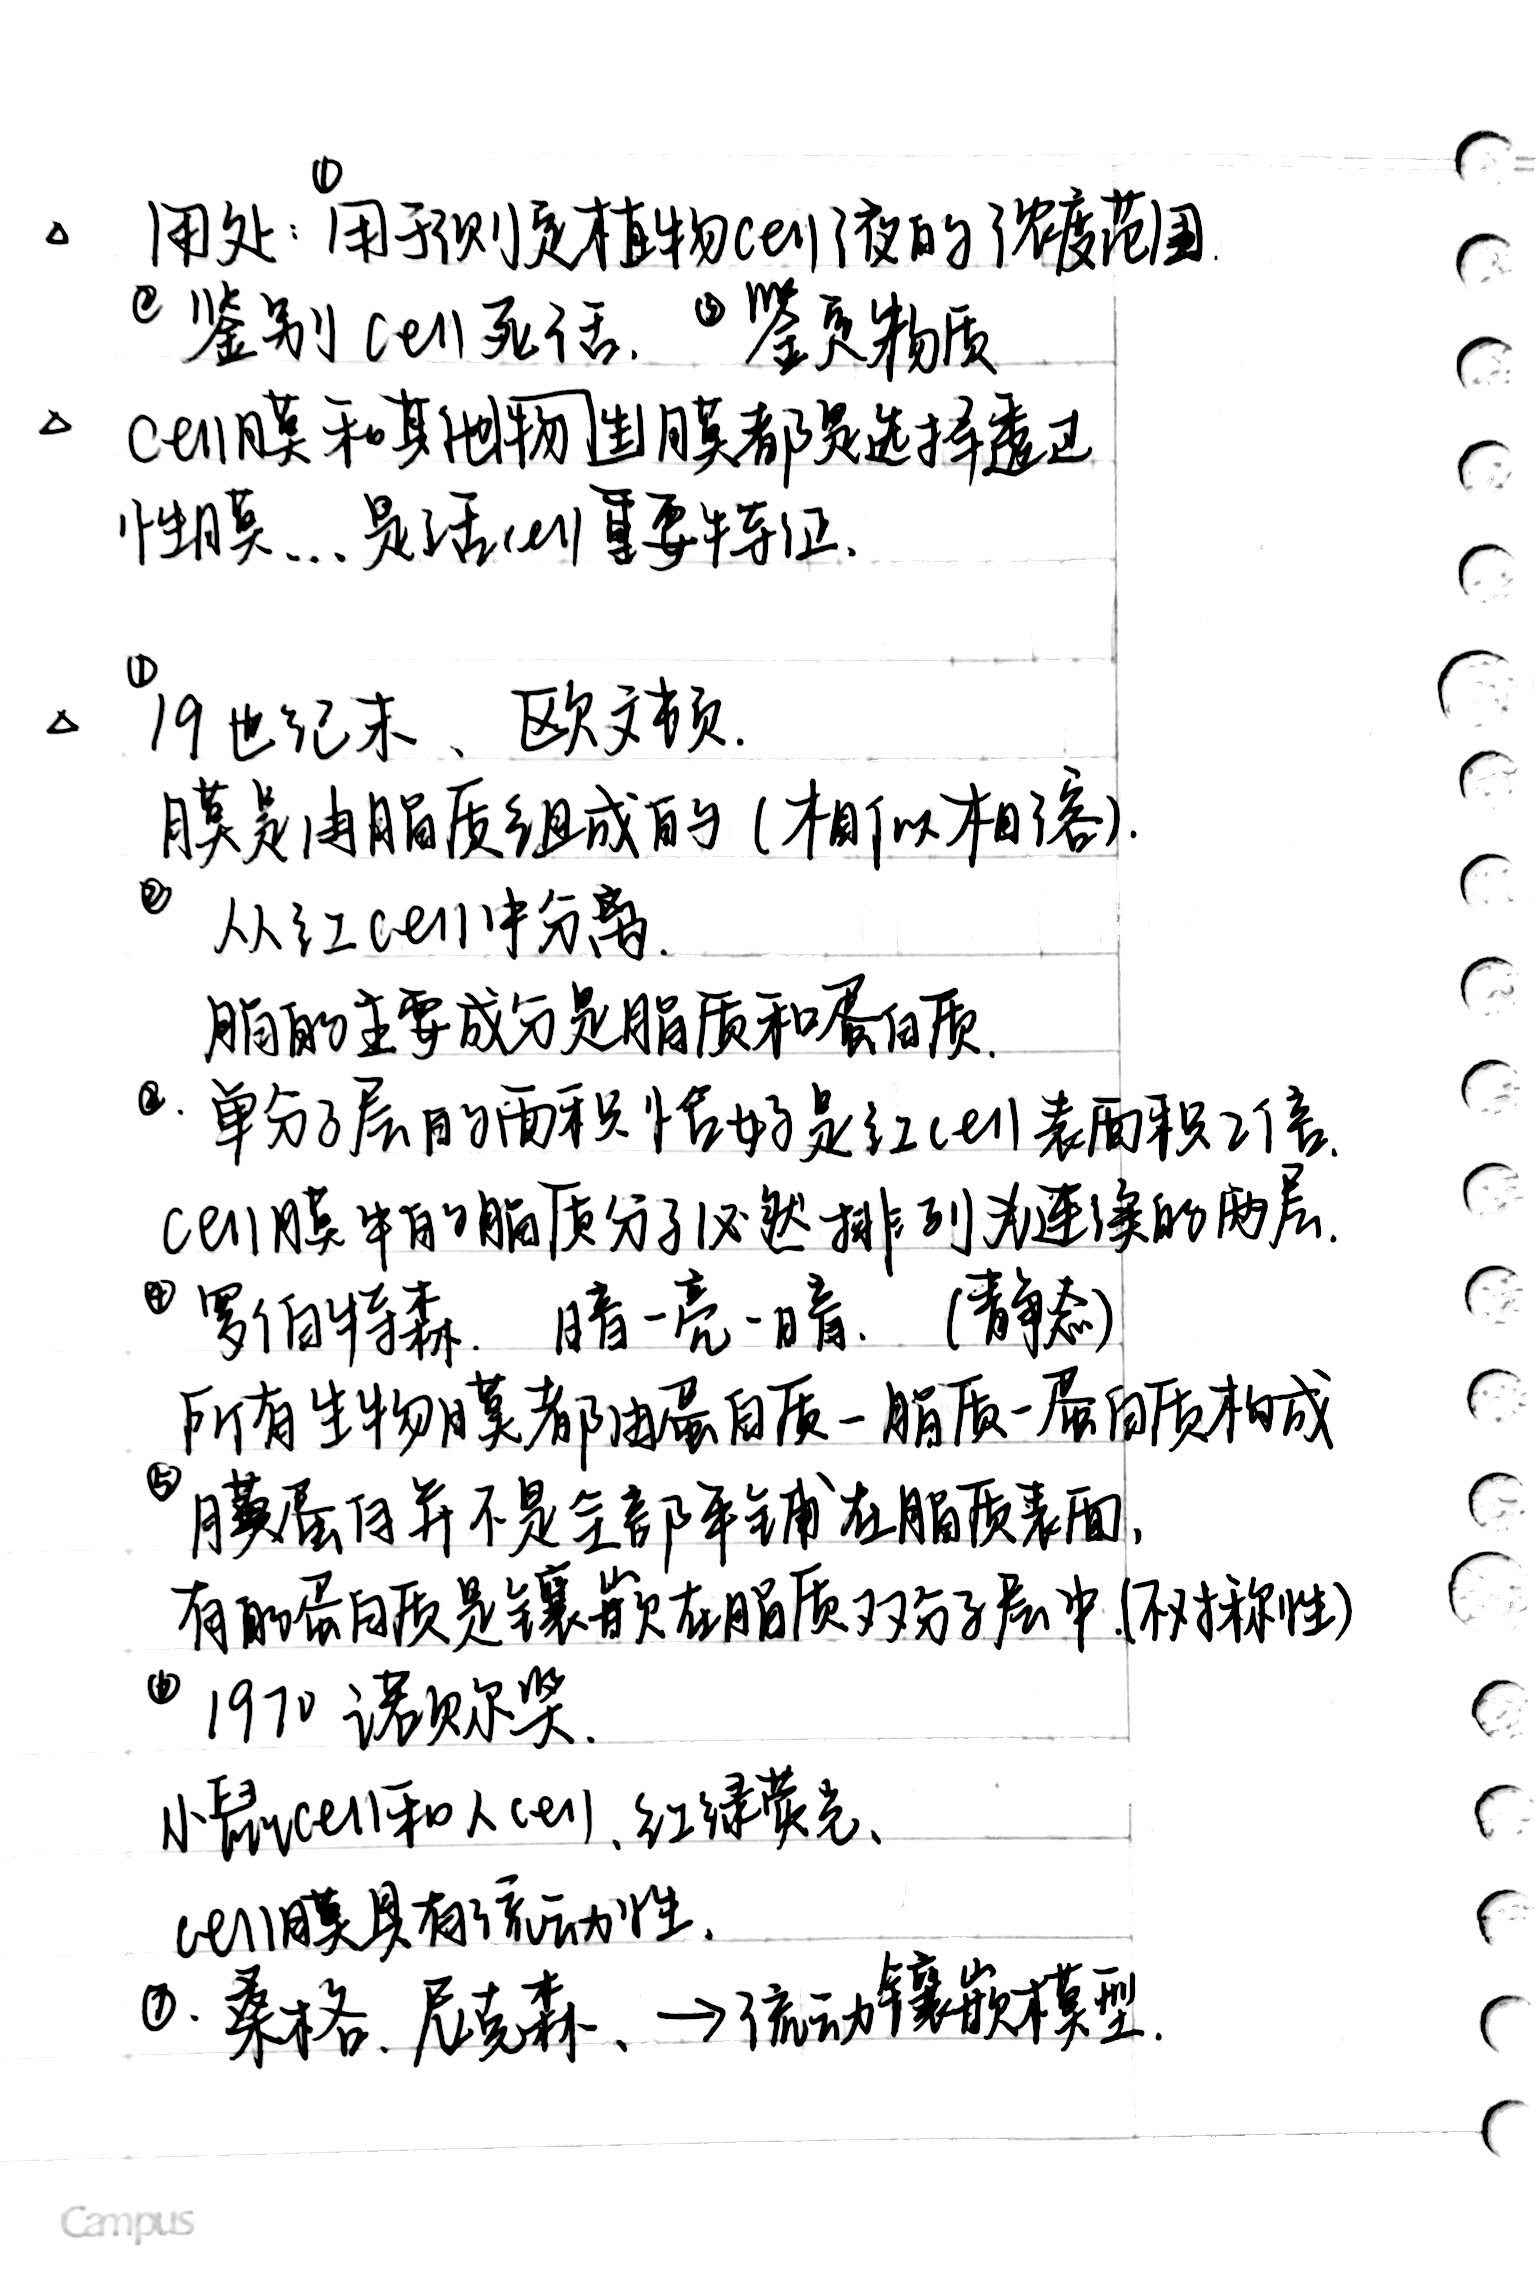 ①
△ 用处：用于测定植物cell液的浓度范围.
② 鉴别cell死活. ③ 鉴定物质
△ cell膜和其他物生膜都是选择透过
性膜... 是活cell重要特征.
①
△ 19世纪末、欧文顿.
膜是由脂质组成的（相似相溶）.
② 从红cell中分离.
脂的主要成分是脂质和蛋白质.
③. 单分子层的面积恰好是红cell表面积2倍.
cell膜中的脂质分子必然排列为连续的两层.
④ 罗伯特森. 暗-亮-暗. （静态）
所有生物膜都由蛋白质-脂质-蛋白质构成
⑤ 膜蛋白并不是全部平铺在脂质表面,
有的蛋白质是镶嵌在脂质双分子层中.（不对称性）
⑥ 1970 诺贝尔奖.
小鼠cell和人cell、红绿荧光、
cell膜具有流动性.
⑦. 桑格、尼克森、→流动镶嵌模型.
Campus